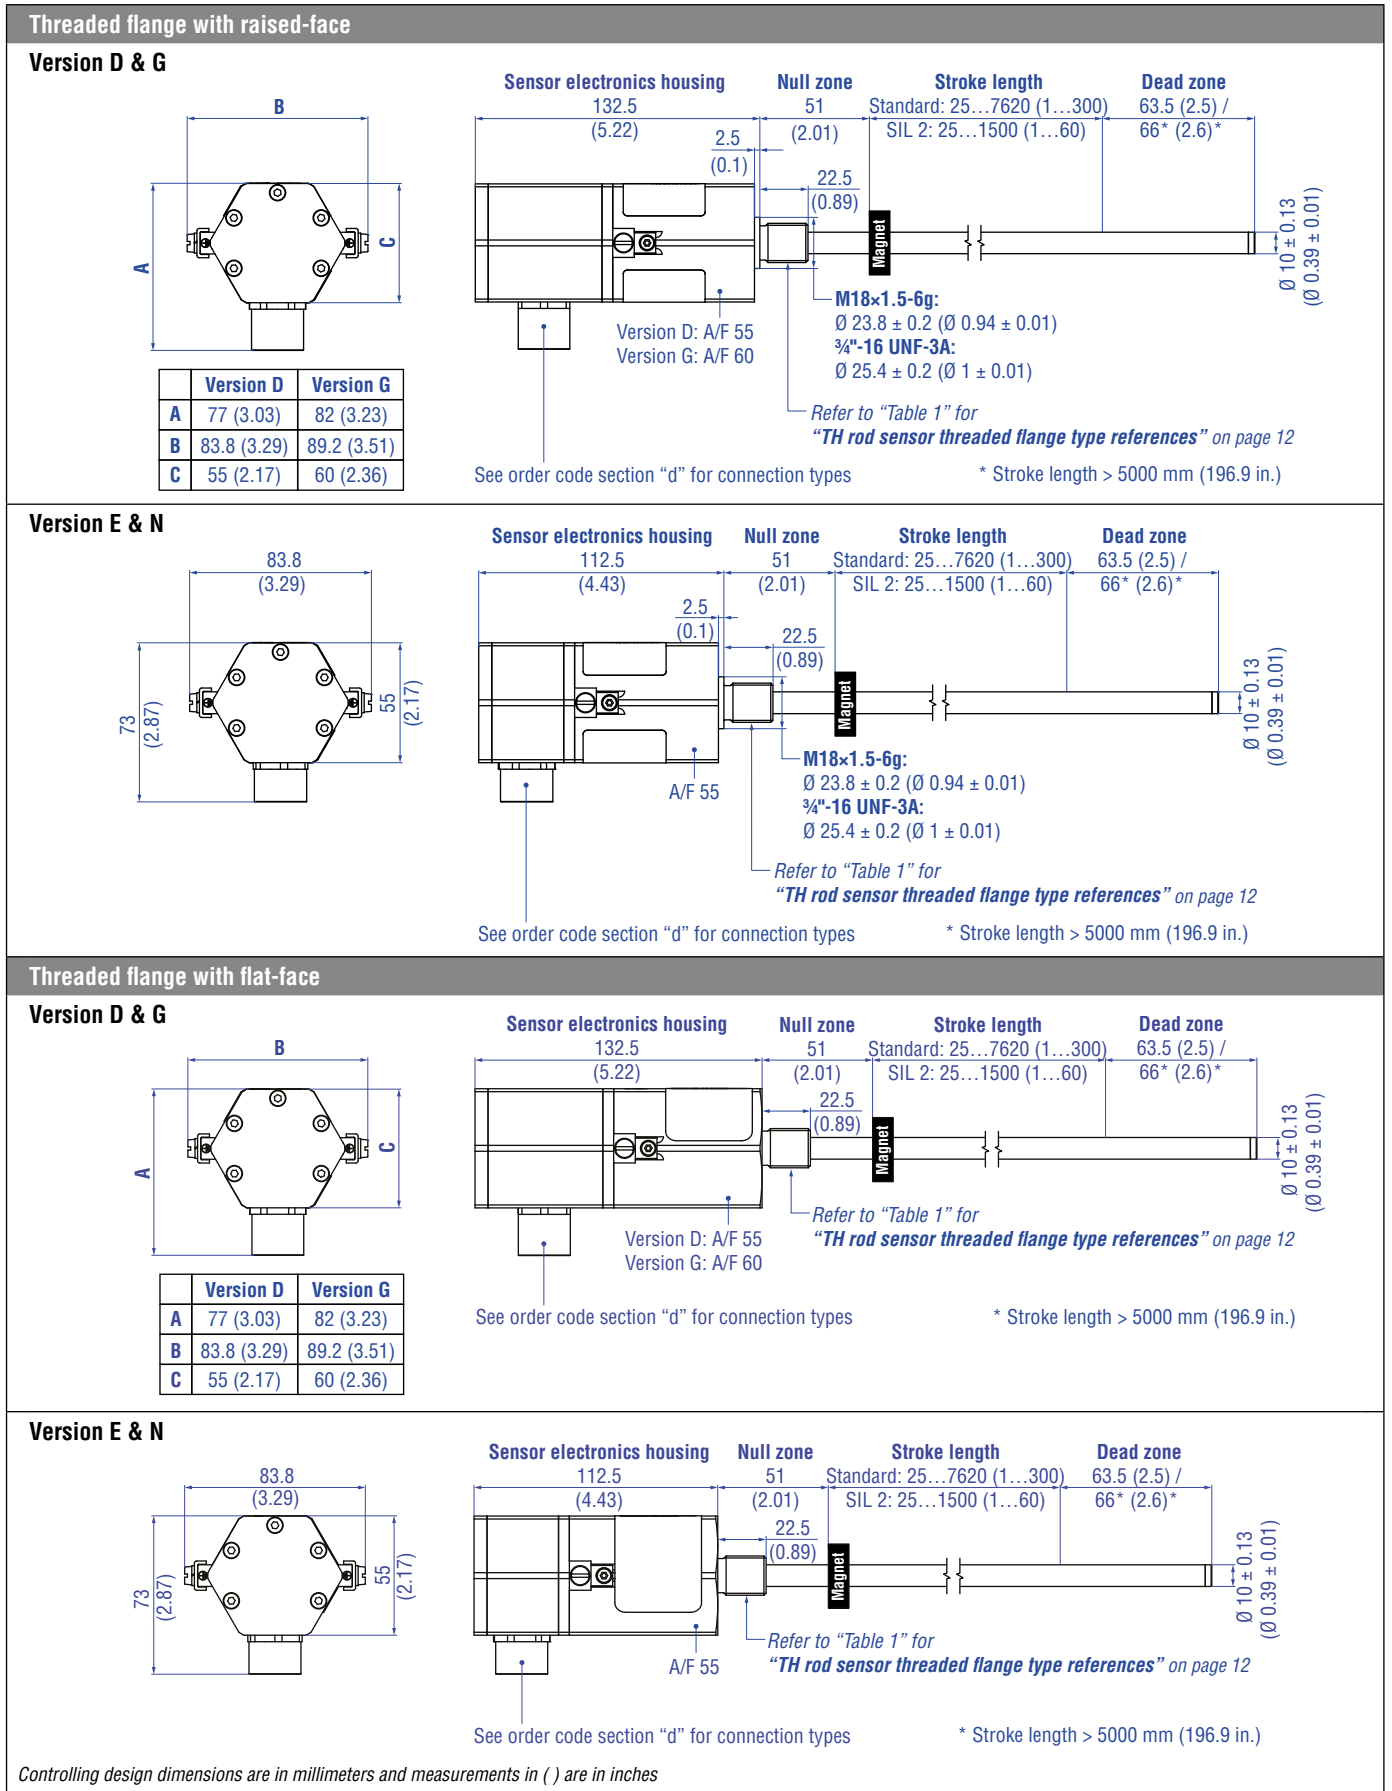 Threaded flange with raised-face
Version D & G
B
A
C
Sensor electronics housing
132.5
(5.22)
Null zone
51
(2.01)
Stroke length
Standard: 25…7620 (1…300)
SIL 2: 25…1500 (1…60)
Dead zone
63.5 (2.5) /
66* (2.6)*
2.5
(0.1)
22.5
(0.89)
Magnet
Ø 10 ± 0.13
(Ø 0.39 ± 0.01)
Version D: A/F 55
Version G: A/F 60
M18×1.5-6g:
Ø 23.8 ± 0.2 (Ø 0.94 ± 0.01)
¾"-16 UNF-3A:
Ø 25.4 ± 0.2 (Ø 1 ± 0.01)
Refer to “Table 1” for
“TH rod sensor threaded flange type references” on page 12
Version D Version G
A 77 (3.03) 82 (3.23)
B 83.8 (3.29) 89.2 (3.51)
C 55 (2.17) 60 (2.36)
See order code section “d” for connection types
* Stroke length > 5000 mm (196.9 in.)
Version E & N
83.8
(3.29)
73
(2.87)
55
(2.17)
Sensor electronics housing
112.5
(4.43)
Null zone
51
(2.01)
Stroke length
Standard: 25…7620 (1…300)
SIL 2: 25…1500 (1…60)
Dead zone
63.5 (2.5) /
66* (2.6)*
2.5
(0.1)
22.5
(0.89)
Magnet
Ø 10 ± 0.13
(Ø 0.39 ± 0.01)
A/F 55
M18×1.5-6g:
Ø 23.8 ± 0.2 (Ø 0.94 ± 0.01)
¾"-16 UNF-3A:
Ø 25.4 ± 0.2 (Ø 1 ± 0.01)
Refer to “Table 1” for
“TH rod sensor threaded flange type references” on page 12
See order code section “d” for connection types
* Stroke length > 5000 mm (196.9 in.)
Threaded flange with flat-face
Version D & G
B
A
C
Sensor electronics housing
132.5
(5.22)
Null zone
51
(2.01)
Stroke length
Standard: 25…7620 (1…300)
SIL 2: 25…1500 (1…60)
Dead zone
63.5 (2.5) /
66* (2.6)*
22.5
(0.89)
Magnet
Ø 10 ± 0.13
(Ø 0.39 ± 0.01)
Version D: A/F 55
Version G: A/F 60
Refer to “Table 1” for
“TH rod sensor threaded flange type references” on page 12
Version D Version G
A 77 (3.03) 82 (3.23)
B 83.8 (3.29) 89.2 (3.51)
C 55 (2.17) 60 (2.36)
See order code section “d” for connection types
* Stroke length > 5000 mm (196.9 in.)
Version E & N
83.8
(3.29)
73
(2.87)
55
(2.17)
Sensor electronics housing
112.5
(4.43)
Null zone
51
(2.01)
Stroke length
Standard: 25…7620 (1…300)
SIL 2: 25…1500 (1…60)
Dead zone
63.5 (2.5) /
66* (2.6)*
22.5
(0.89)
Magnet
Ø 10 ± 0.13
(Ø 0.39 ± 0.01)
A/F 55
Refer to “Table 1” for
“TH rod sensor threaded flange type references” on page 12
See order code section “d” for connection types
* Stroke length > 5000 mm (196.9 in.)
Controlling design dimensions are in millimeters and measurements in ( ) are in inches